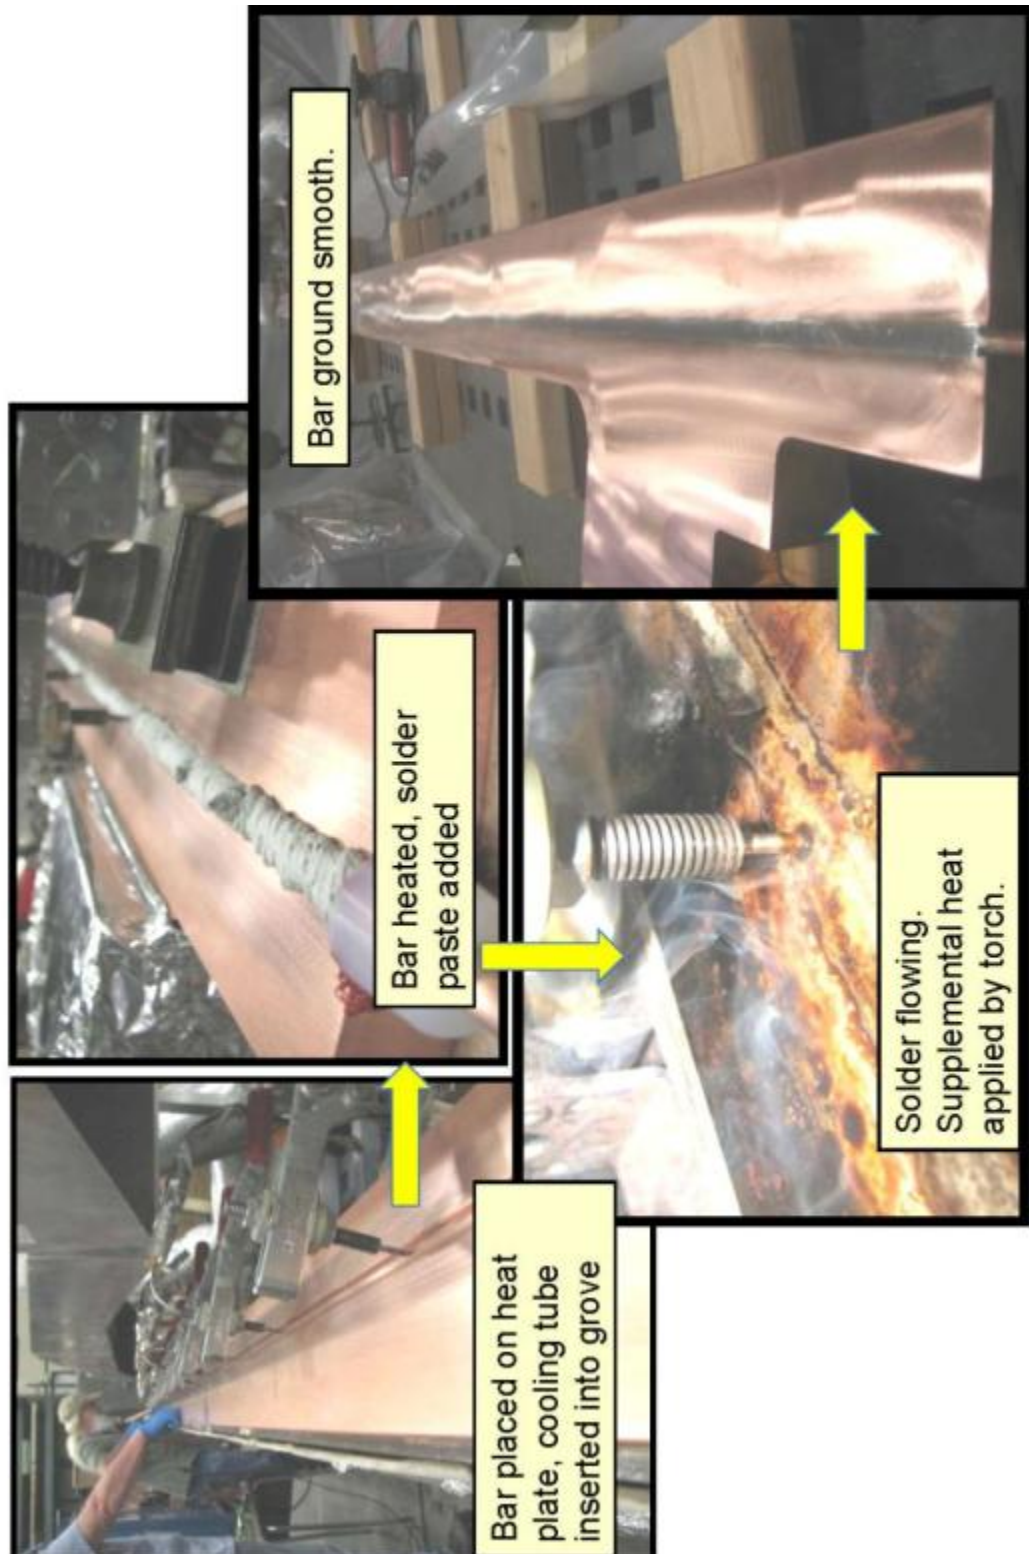 Bar placed on heat
plate, cooling tube
inserted into grove
Bar heated, solder
paste added
Solder flowing.
Supplemental heat
applied by torch.
Bar ground smooth.